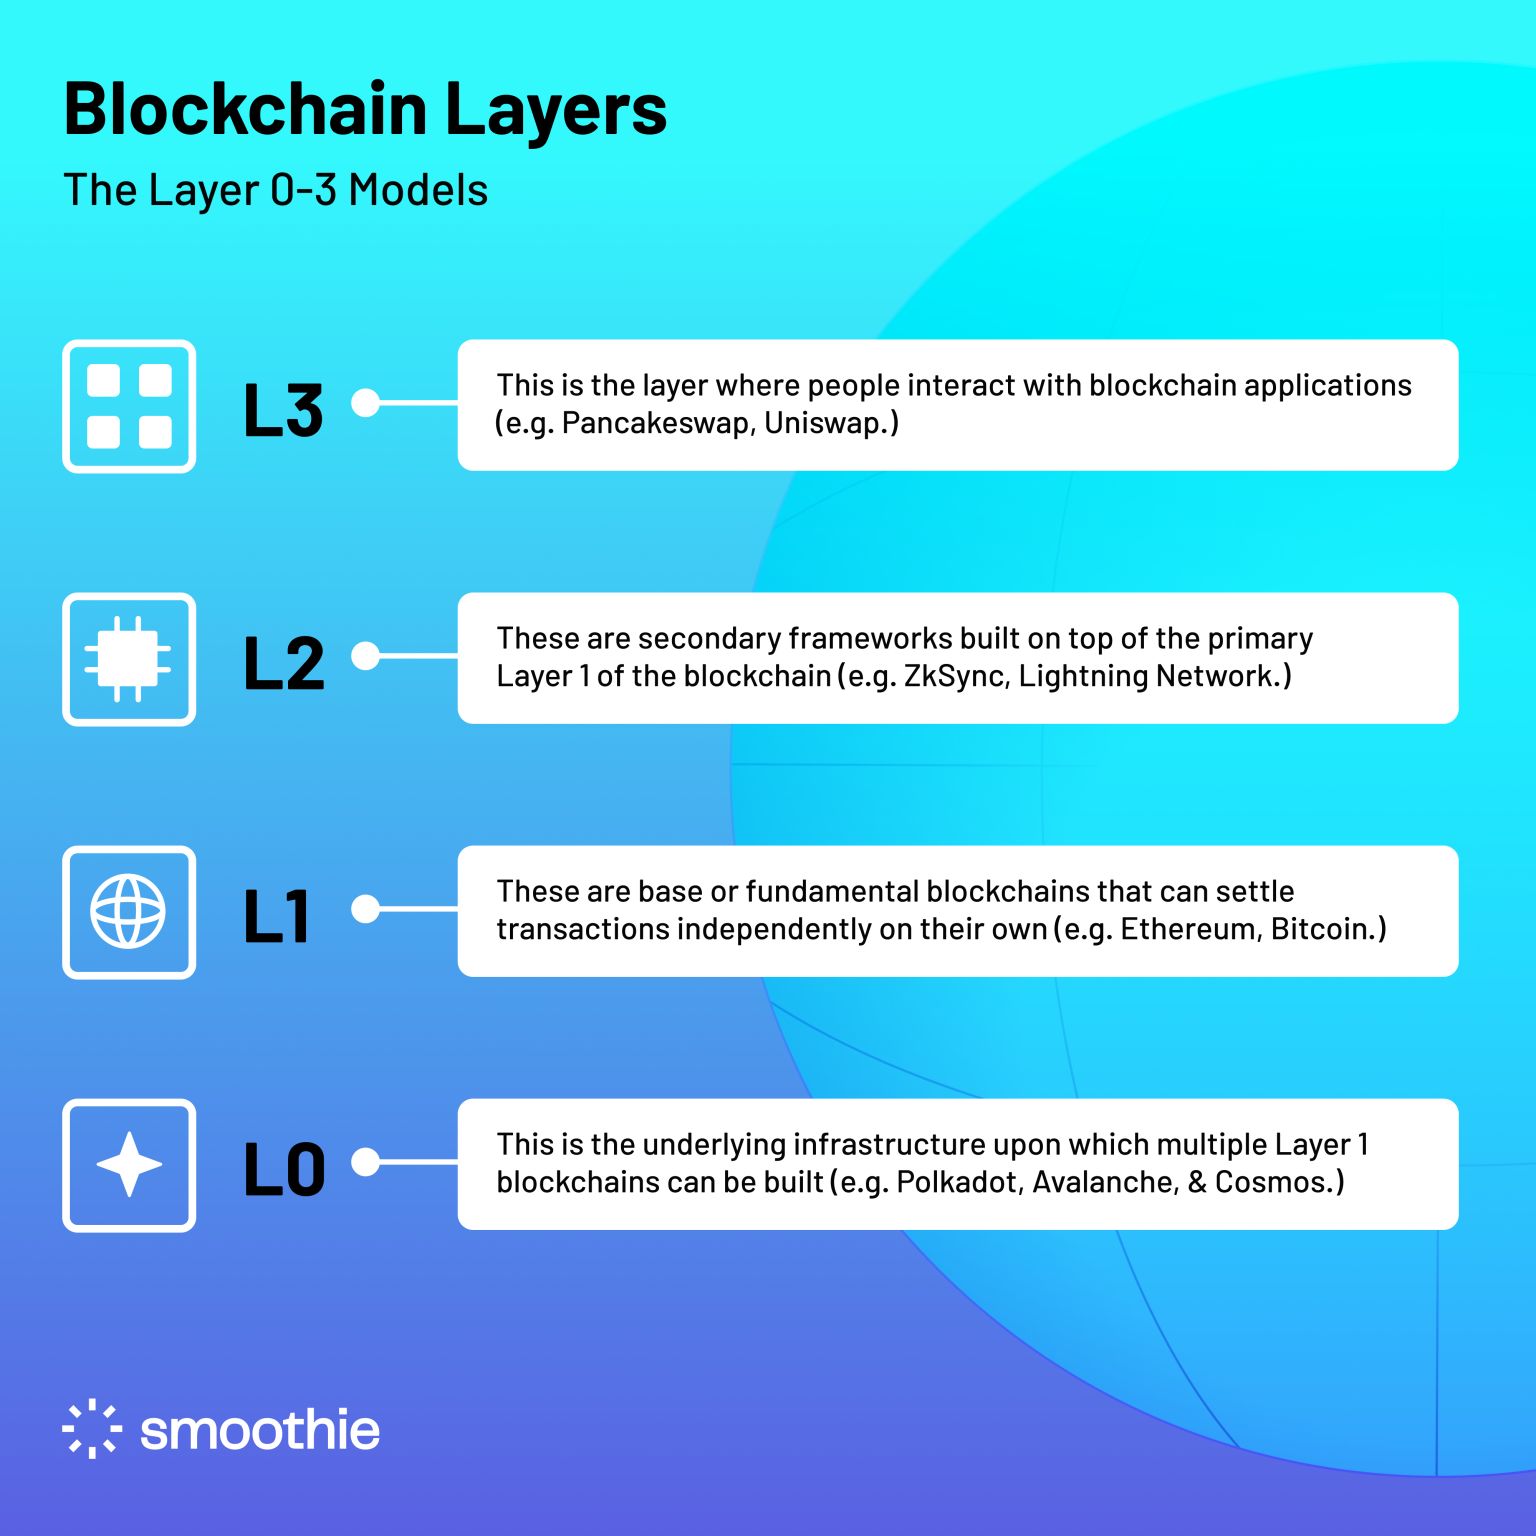 Blockchain Layers
The Layer 0-3 Models
L3
This is the layer where people interact with blockchain applications
(e.g. Pancakeswap, Uniswap.)
L2
These are secondary frameworks built on top of the primary
Layer 1 of the blockchain (e.g. ZkSync, Lightning Network.)
L1
These are base or fundamental blockchains that can settle
transactions independently on their own (e.g. Ethereum, Bitcoin.)
L0
This is the underlying infrastructure upon which multiple Layer 1
blockchains can be built (e.g. Polkadot, Avalanche, & Cosmos.)
smoothie